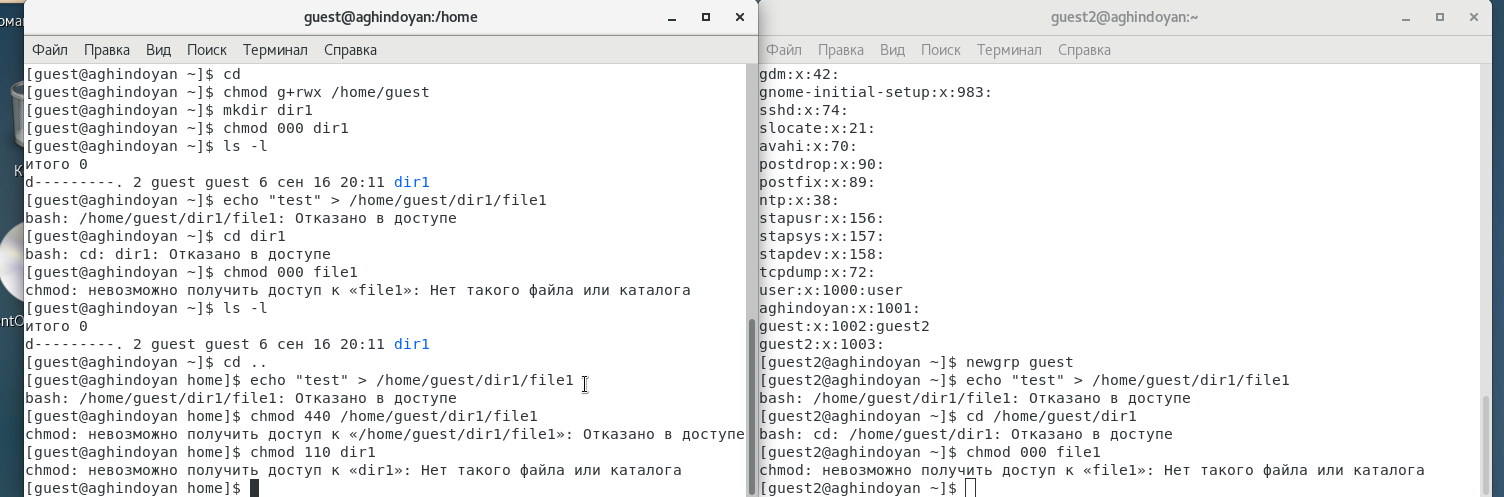 guest@aghindoyan:/home
Файл Правка Вид Поиск Терминал Справка
[guest@aghindoyan ~]$ cd
[guest@aghindoyan ~]$ chmod g+rwx /home/guest
[guest@aghindoyan ~]$ mkdir dir1
[guest@aghindoyan ~]$ chmod 000 dir1
[guest@aghindoyan ~]$ ls -l
итого 0
d---------. 2 guest guest 6 сен 16 20:11 dir1
[guest@aghindoyan ~]$ echo "test" > /home/guest/dir1/file1
bash: /home/guest/dir1/file1: Отказано в доступе
[guest@aghindoyan ~]$ cd dir1
bash: cd: dir1: Отказано в доступе
[guest@aghindoyan ~]$ chmod 000 file1
chmod: невозможно получить доступ к «file1»: Нет такого файла или каталога
[guest@aghindoyan ~]$ ls -l
итого 0
d---------. 2 guest guest 6 сен 16 20:11 dir1
[guest@aghindoyan ~]$ cd ..
[guest@aghindoyan home]$ echo "test" > /home/guest/dir1/file1
bash: /home/guest/dir1/file1: Отказано в доступе
[guest@aghindoyan home]$ chmod 440 /home/guest/dir1/file1
chmod: невозможно получить доступ к «/home/guest/dir1/file1»: Отказано в доступе
[guest@aghindoyan home]$ chmod 110 dir1
chmod: невозможно получить доступ к «dir1»: Нет такого файла или каталога
[guest@aghindoyan home]$
guest2@aghindoyan:~
Файл Правка Вид Поиск Терминал Справка
gdm:x:42:
gnome-initial-setup:x:983:
sshd:x:74:
slocate:x:21:
avahi:x:70:
postdrop:x:90:
postfix:x:89:
ntp:x:38:
stapusr:x:156:
stapsys:x:157:
stapdev:x:158:
tcpdump:x:72:
user:x:1000:user
aghindoyan:x:1001:
guest:x:1002:guest2
guest2:x:1003:
[guest2@aghindoyan ~]$ newgrp guest
[guest2@aghindoyan ~]$ echo "test" > /home/guest/dir1/file1
bash: /home/guest/dir1/file1: Отказано в доступе
[guest2@aghindoyan ~]$ cd /home/guest/dir1
bash: cd: /home/guest/dir1: Отказано в доступе
[guest2@aghindoyan ~]$ chmod 000 file1
chmod: невозможно получить доступ к «file1»: Нет такого файла или каталога
[guest2@aghindoyan ~]$